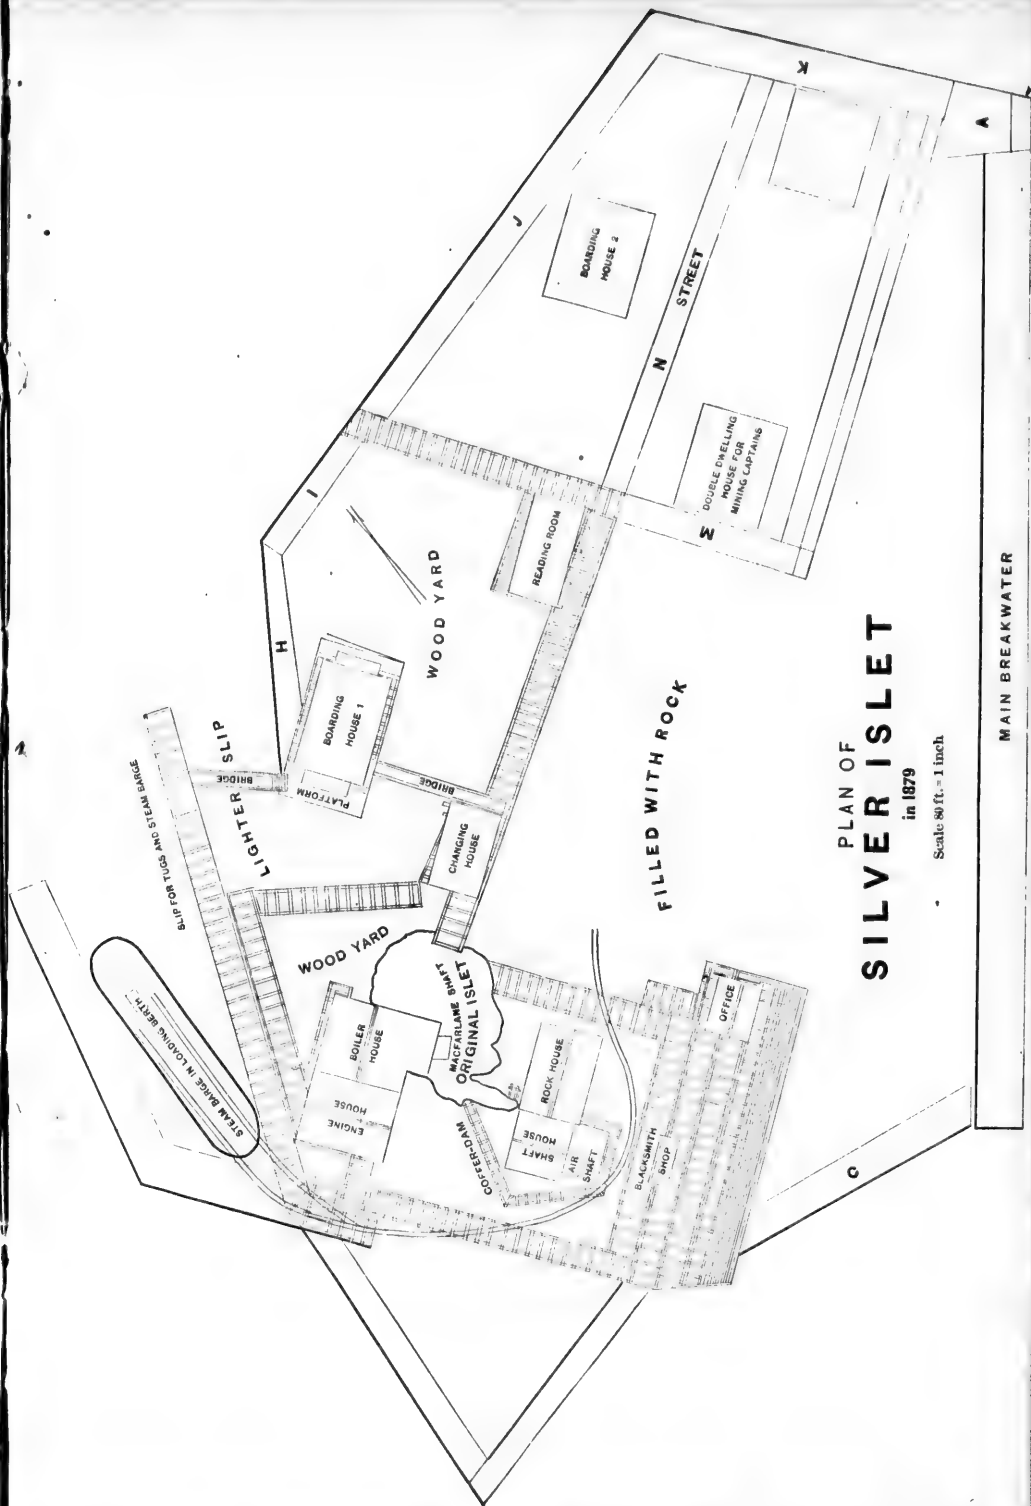 PLAN OF
SILVER ISLET
in 1879
Scale 80 ft. = 1 inch
MAIN BREAKWATER
FILLED WITH ROCK
A
K
J
I
H
N
STREET
M
C
BOARDING
HOUSE 2
DOUBLE DWELLING
HOUSE FOR
MINING CAPTAINS
READING ROOM
WOOD YARD
BOARDING
HOUSE 1
PLATFORM
BRIDGE
BRIDGE
LIGHTER SLIP
SLIP FOR TUGS AND STEAM BARGE
CHANGING
HOUSE
WOOD YARD
STEAM BARGE IN LOADING BERTH
MACFARLANE SHAFT
ORIGINAL ISLET
BOILER
HOUSE
ENGINE
HOUSE
COFFER-DAM
ROCK HOUSE
SHAFT
HOUSE
AIR
SHAFT
BLACKSMITH
SHOP
OFFICE